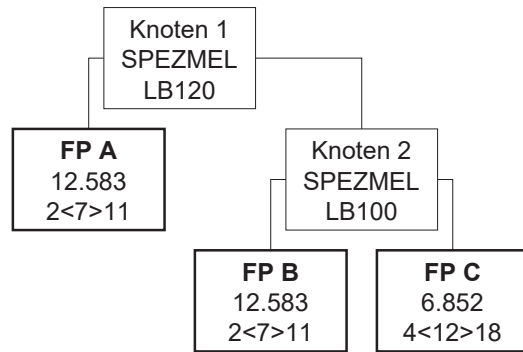 Knoten 1
SPEZMEL
LB120
FP A
12.583
2<7>11
Knoten 2
SPEZMEL
LB100
FP B
12.583
2<7>11
FP C
6.852
4<12>18